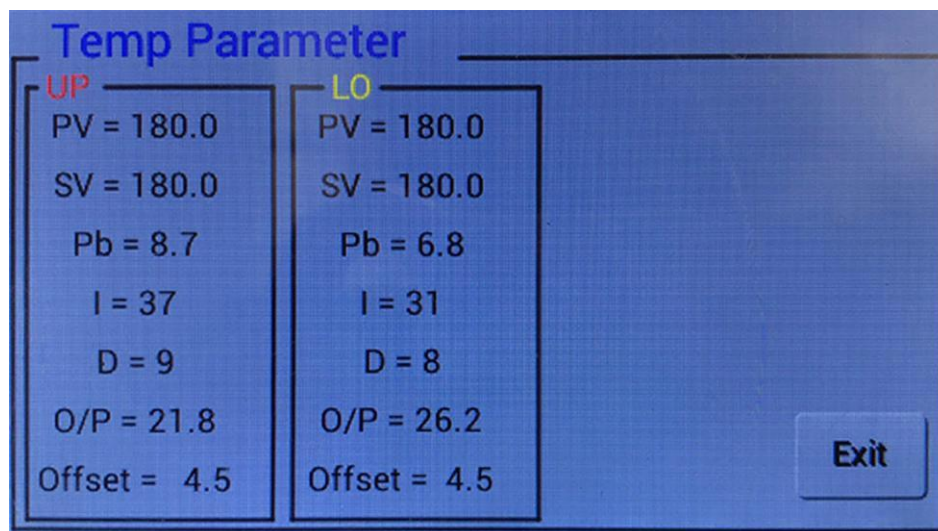 Temp Parameter
UP
PV = 180.0
SV = 180.0
Pb = 8.7
I = 37
D = 9
O/P = 21.8
Offset = 4.5
LO
PV = 180.0
SV = 180.0
Pb = 6.8
I = 31
D = 8
O/P = 26.2
Offset = 4.5
Exit